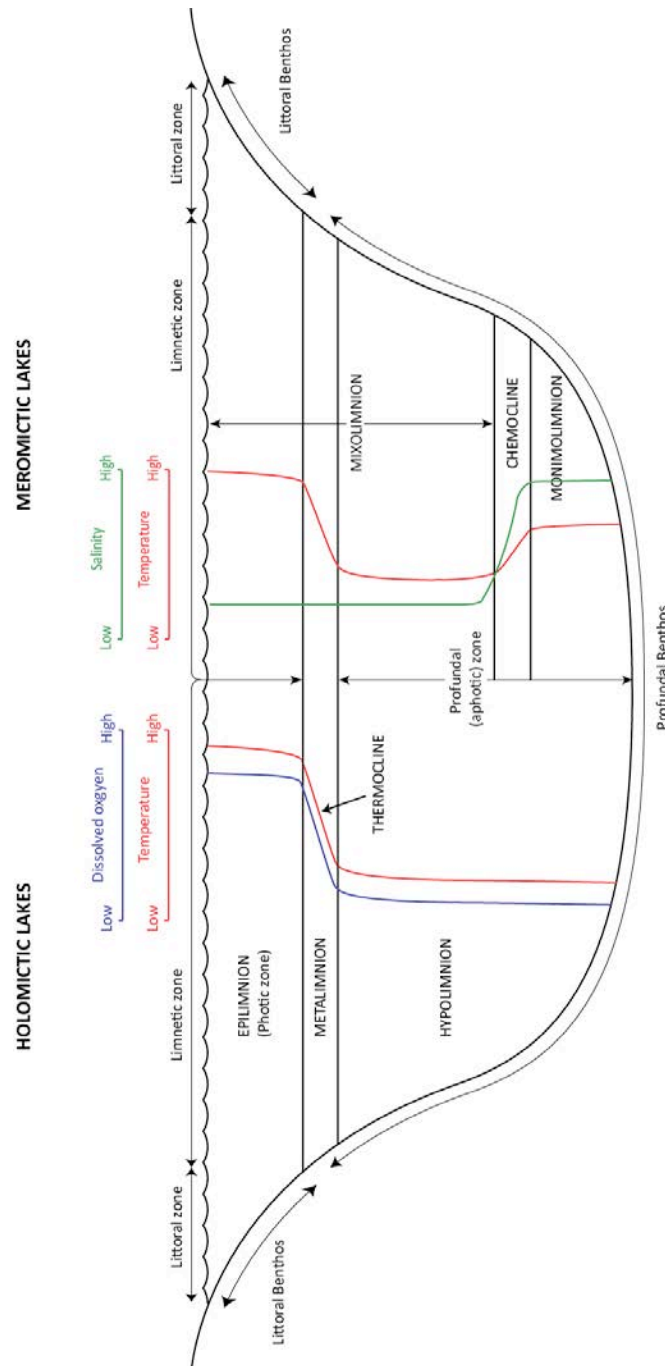 HOLOMICTIC LAKES
MEROMICTIC LAKES
Low Dissolved oxgyen High
Low Temperature High
Low Salinity High
Low Temperature High
Littoral zone
Limnetic zone
Limnetic zone
Littoral zone
Littoral Benthos
Littoral Benthos
EPILIMNION
(Photic zone)
METALIMNION
THERMOCLINE
HYPOLIMNION
Profundal
(aphotic) zone
MIXOLIMNION
CHEMOCLINE
MONIMOLIMNION
Profundal Benthos